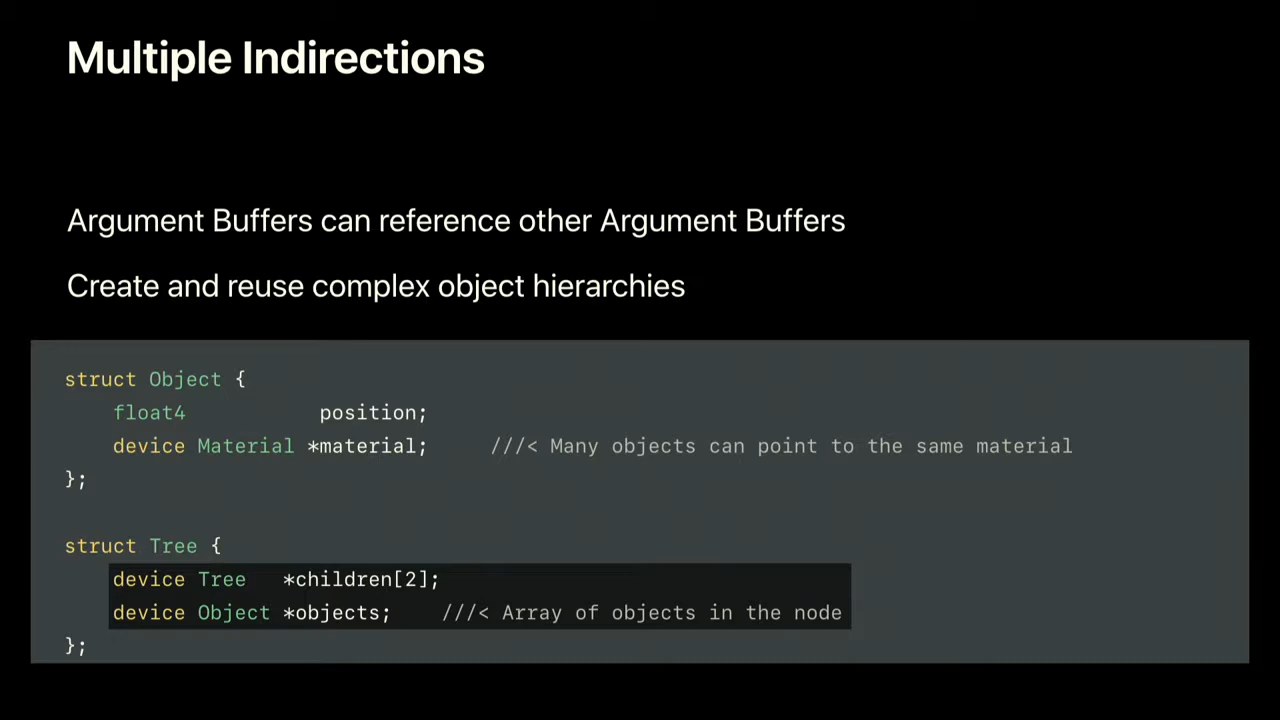 Multiple Indirections
Argument Buffers can reference other Argument Buffers
Create and reuse complex object hierarchies
struct Object {
    float4           position;
    device Material *material;     ///< Many objects can point to the same material
};
struct Tree {
    device Tree   *children[2];
    device Object *objects;    ///< Array of objects in the node
};